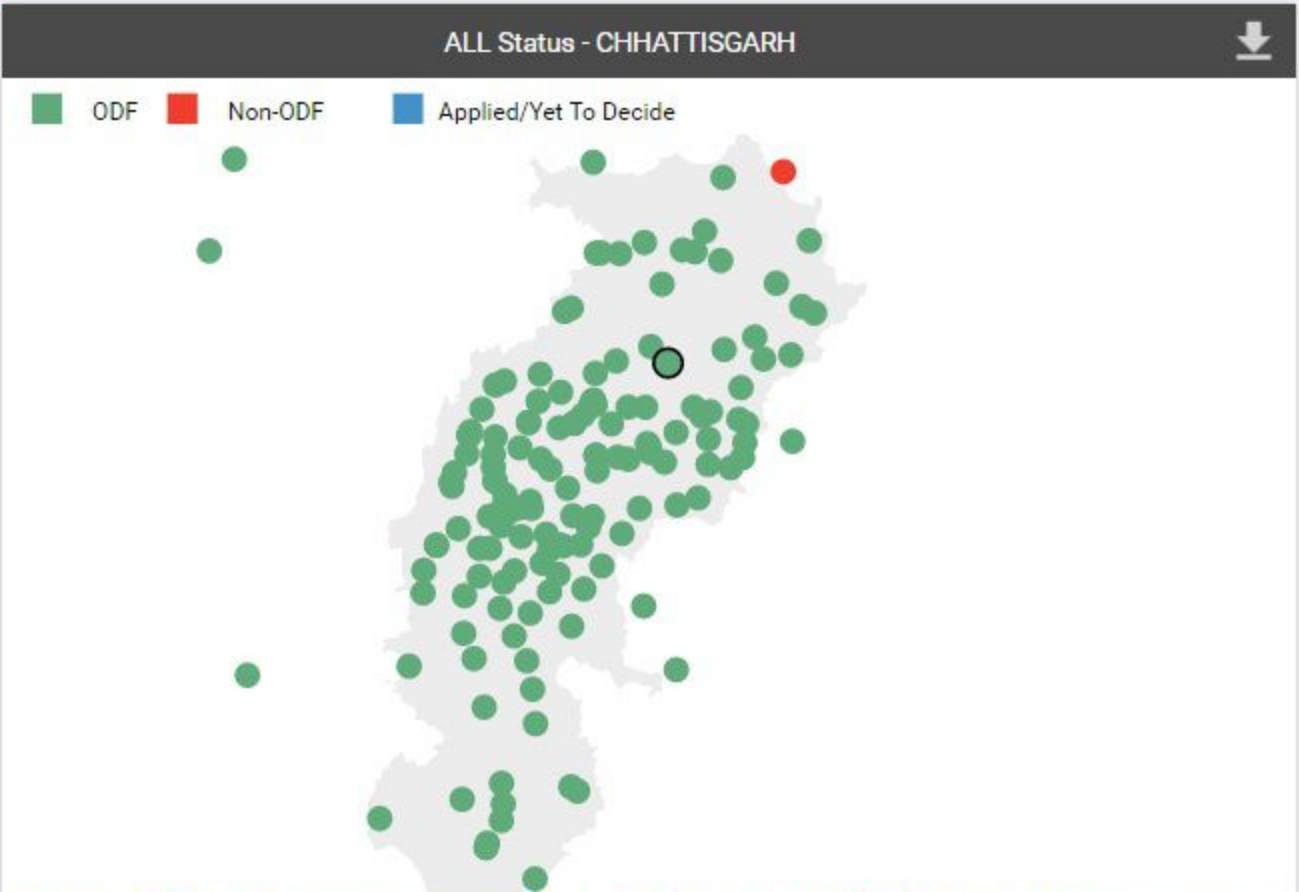 ALL Status - CHHATTISGARH
ODF Non-ODF Applied/Yet To Decide